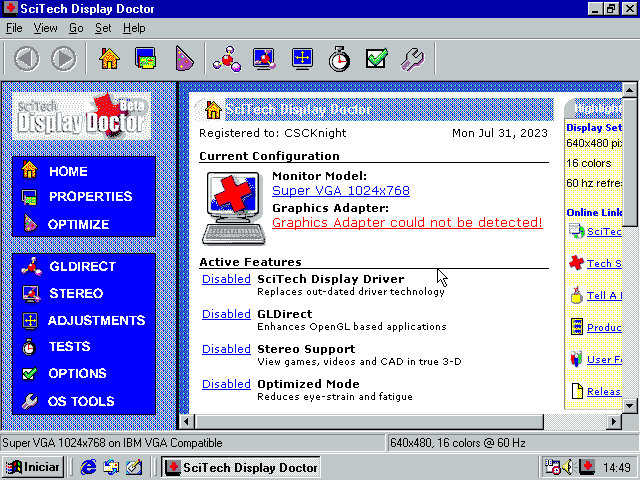 SciTech Display Doctor
File View Go Set Help
SciTech
Beta
Display Doctor
HOME
PROPERTIES
OPTIMIZE
GLDIRECT
STEREO
ADJUSTMENTS
TESTS
OPTIONS
OS TOOLS
SciTech Display Doctor
Registered to: CSCKnight Mon Jul 31, 2023
Current Configuration
Monitor Model:
Super VGA 1024x768
Graphics Adapter:
Graphics Adapter could not be detected!
Active Features
Disabled SciTech Display Driver
Replaces out-dated driver technology
Disabled GLDirect
Enhances OpenGL based applications
Disabled Stereo Support
View games, videos and CAD in true 3-D
Disabled Optimized Mode
Reduces eye-strain and fatigue
Highlight
Display Set
640x480 pix
16 colors
60 hz refre
Online Link
SciTec
Tech S
Tell A
Produc
User F
Releas
Super VGA 1024x768 on IBM VGA Compatible 640x480, 16 colors @ 60 Hz
Iniciar SciTech Display Doctor 14:49